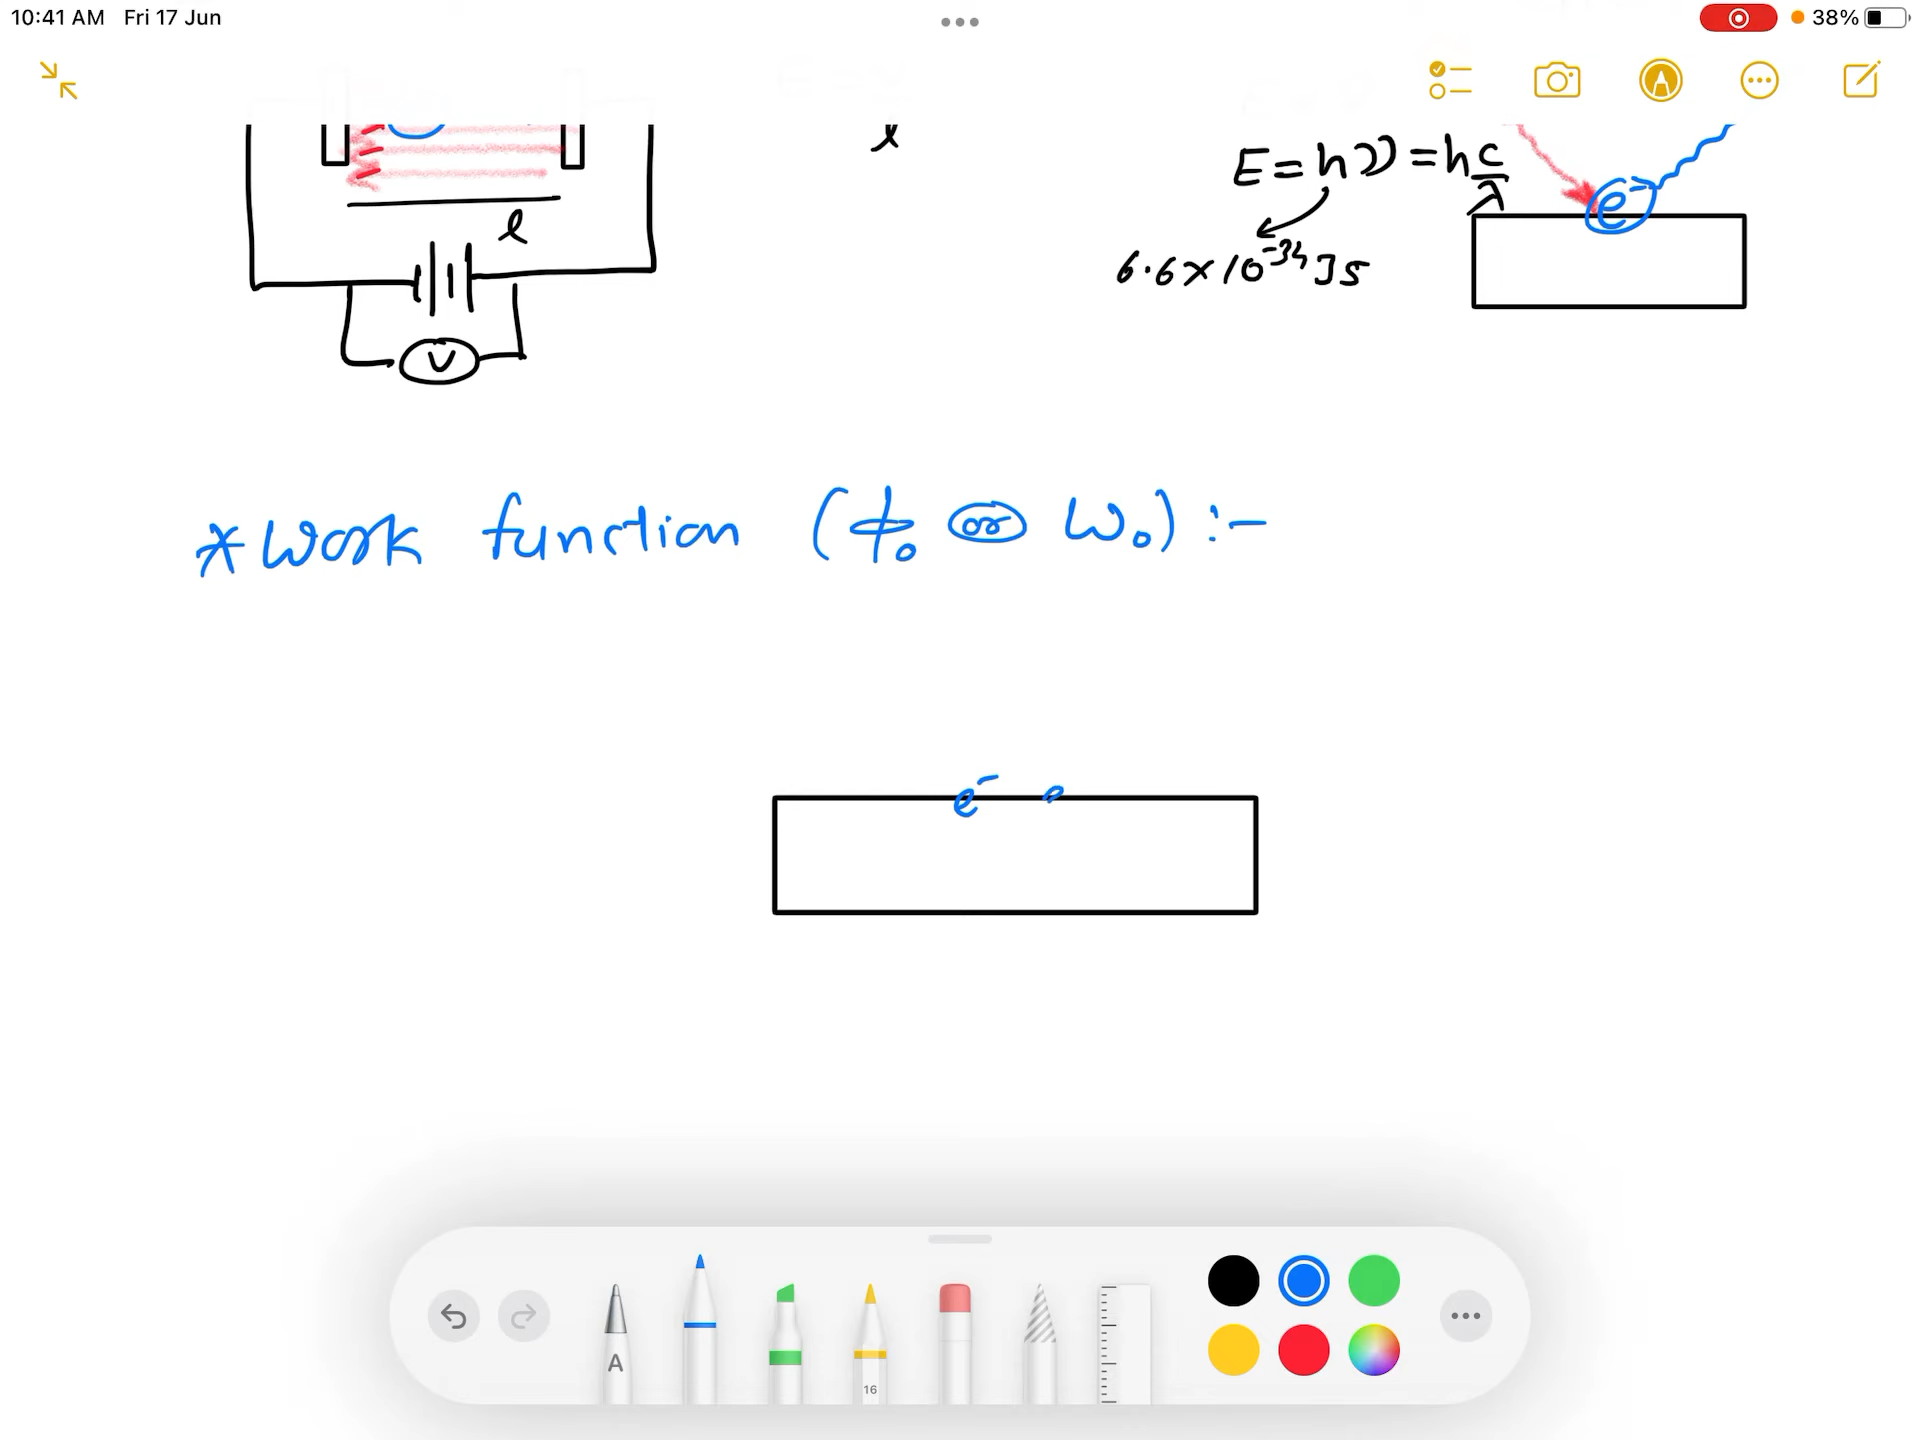 10:41 AM Fri 17 Jun
38%
l
E = hν = hc/λ
e⁻
l
6.6 × 10⁻³⁴ Js
V
* Work function (ϕ₀ or ω₀) :-
e⁻ e
A
16